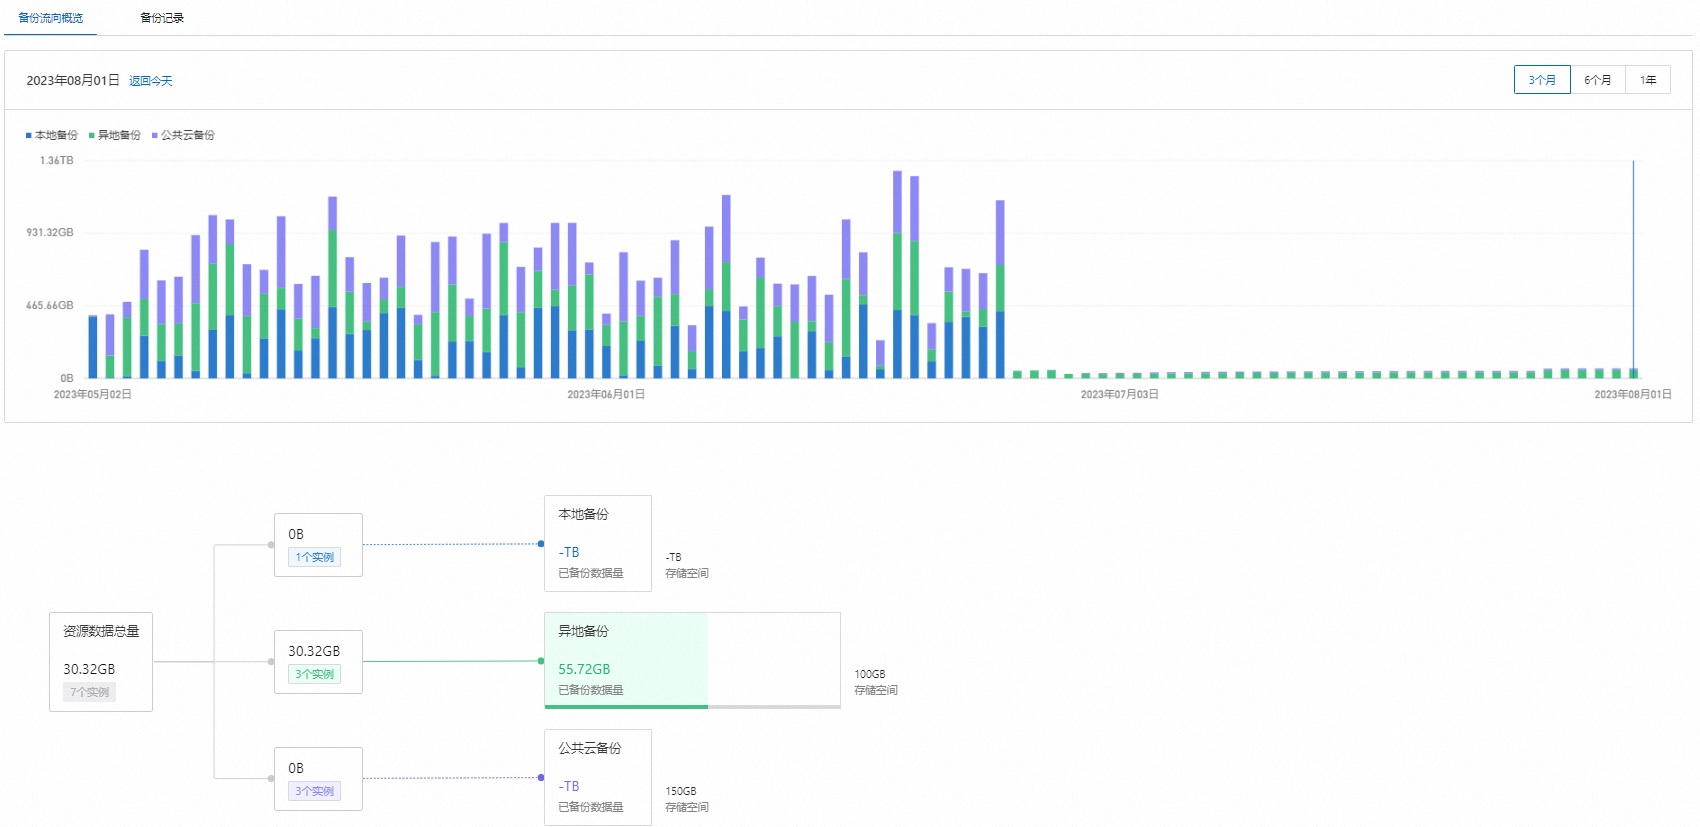 备份流向概览 备份记录
2023年08月01日 返回今天 3个月 6个月 1年
本地备份 异地备份 公共云备份
1.36TB
931.32GB
465.66GB
0B
2023年05月02日 2023年06月01日 2023年07月03日 2023年08月01日
资源数据总量
30.32GB
7个实例
0B
1个实例
30.32GB
3个实例
0B
3个实例
本地备份
-TB
已备份数据量
-TB
存储空间
异地备份
55.72GB
已备份数据量
100GB
存储空间
公共云备份
-TB
已备份数据量
150GB
存储空间